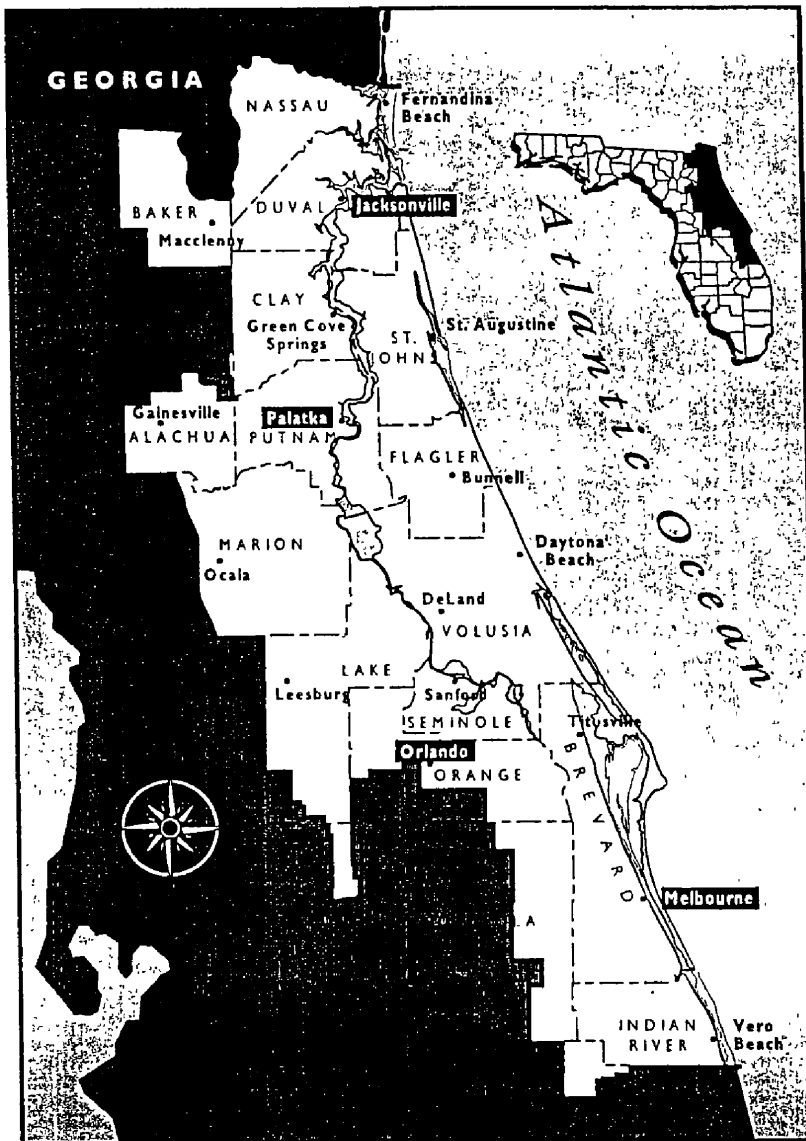 GEORGIA
NASSAU
Fernandina
Beach
BAKER
Macclenny
DUVAL
Jacksonville
CLAY
Green Cove
Springs
ST.
JOHNS
St. Augustine
Gainesville
ALACHUA
Palatka
PUTNAM
FLAGLER
Bunnell
MARION
Ocala
Daytona
Beach
DeLand
VOLUSIA
LAKE
Leesburg
Sanford
SEMINOLE
Titusville
Orlando
ORANGE
BREVARD
Melbourne
LA
INDIAN
RIVER
Vero
Beach
Atlantic Ocean